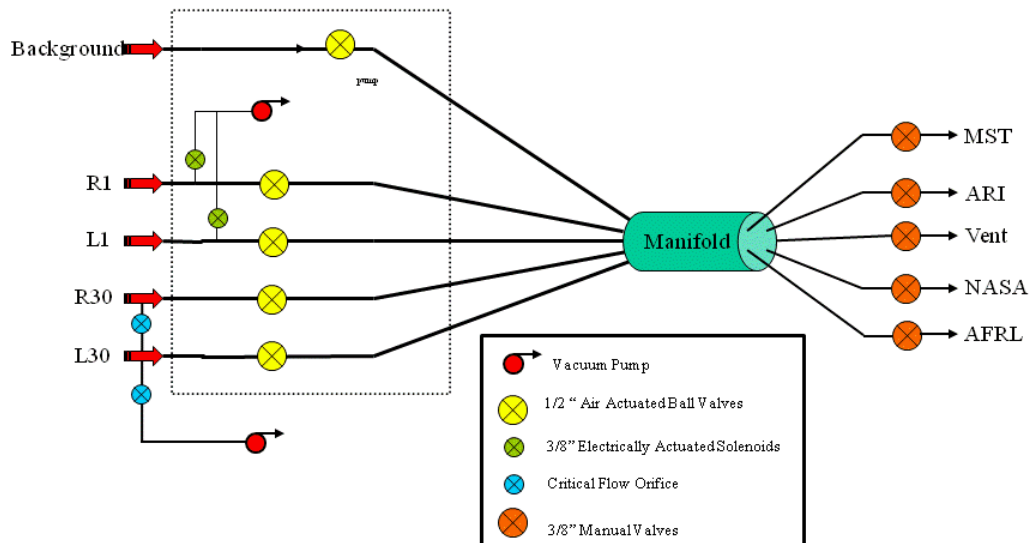 Background
pump
R1
L1
R30
L30
Manifold
MST
ARI
Vent
NASA
AFRL
Vacuum Pump
1/2 “ Air Actuated Ball Valves
3/8” Electrically Actuated Solenoids
Critical Flow Orifice
3/8” Manual Valves